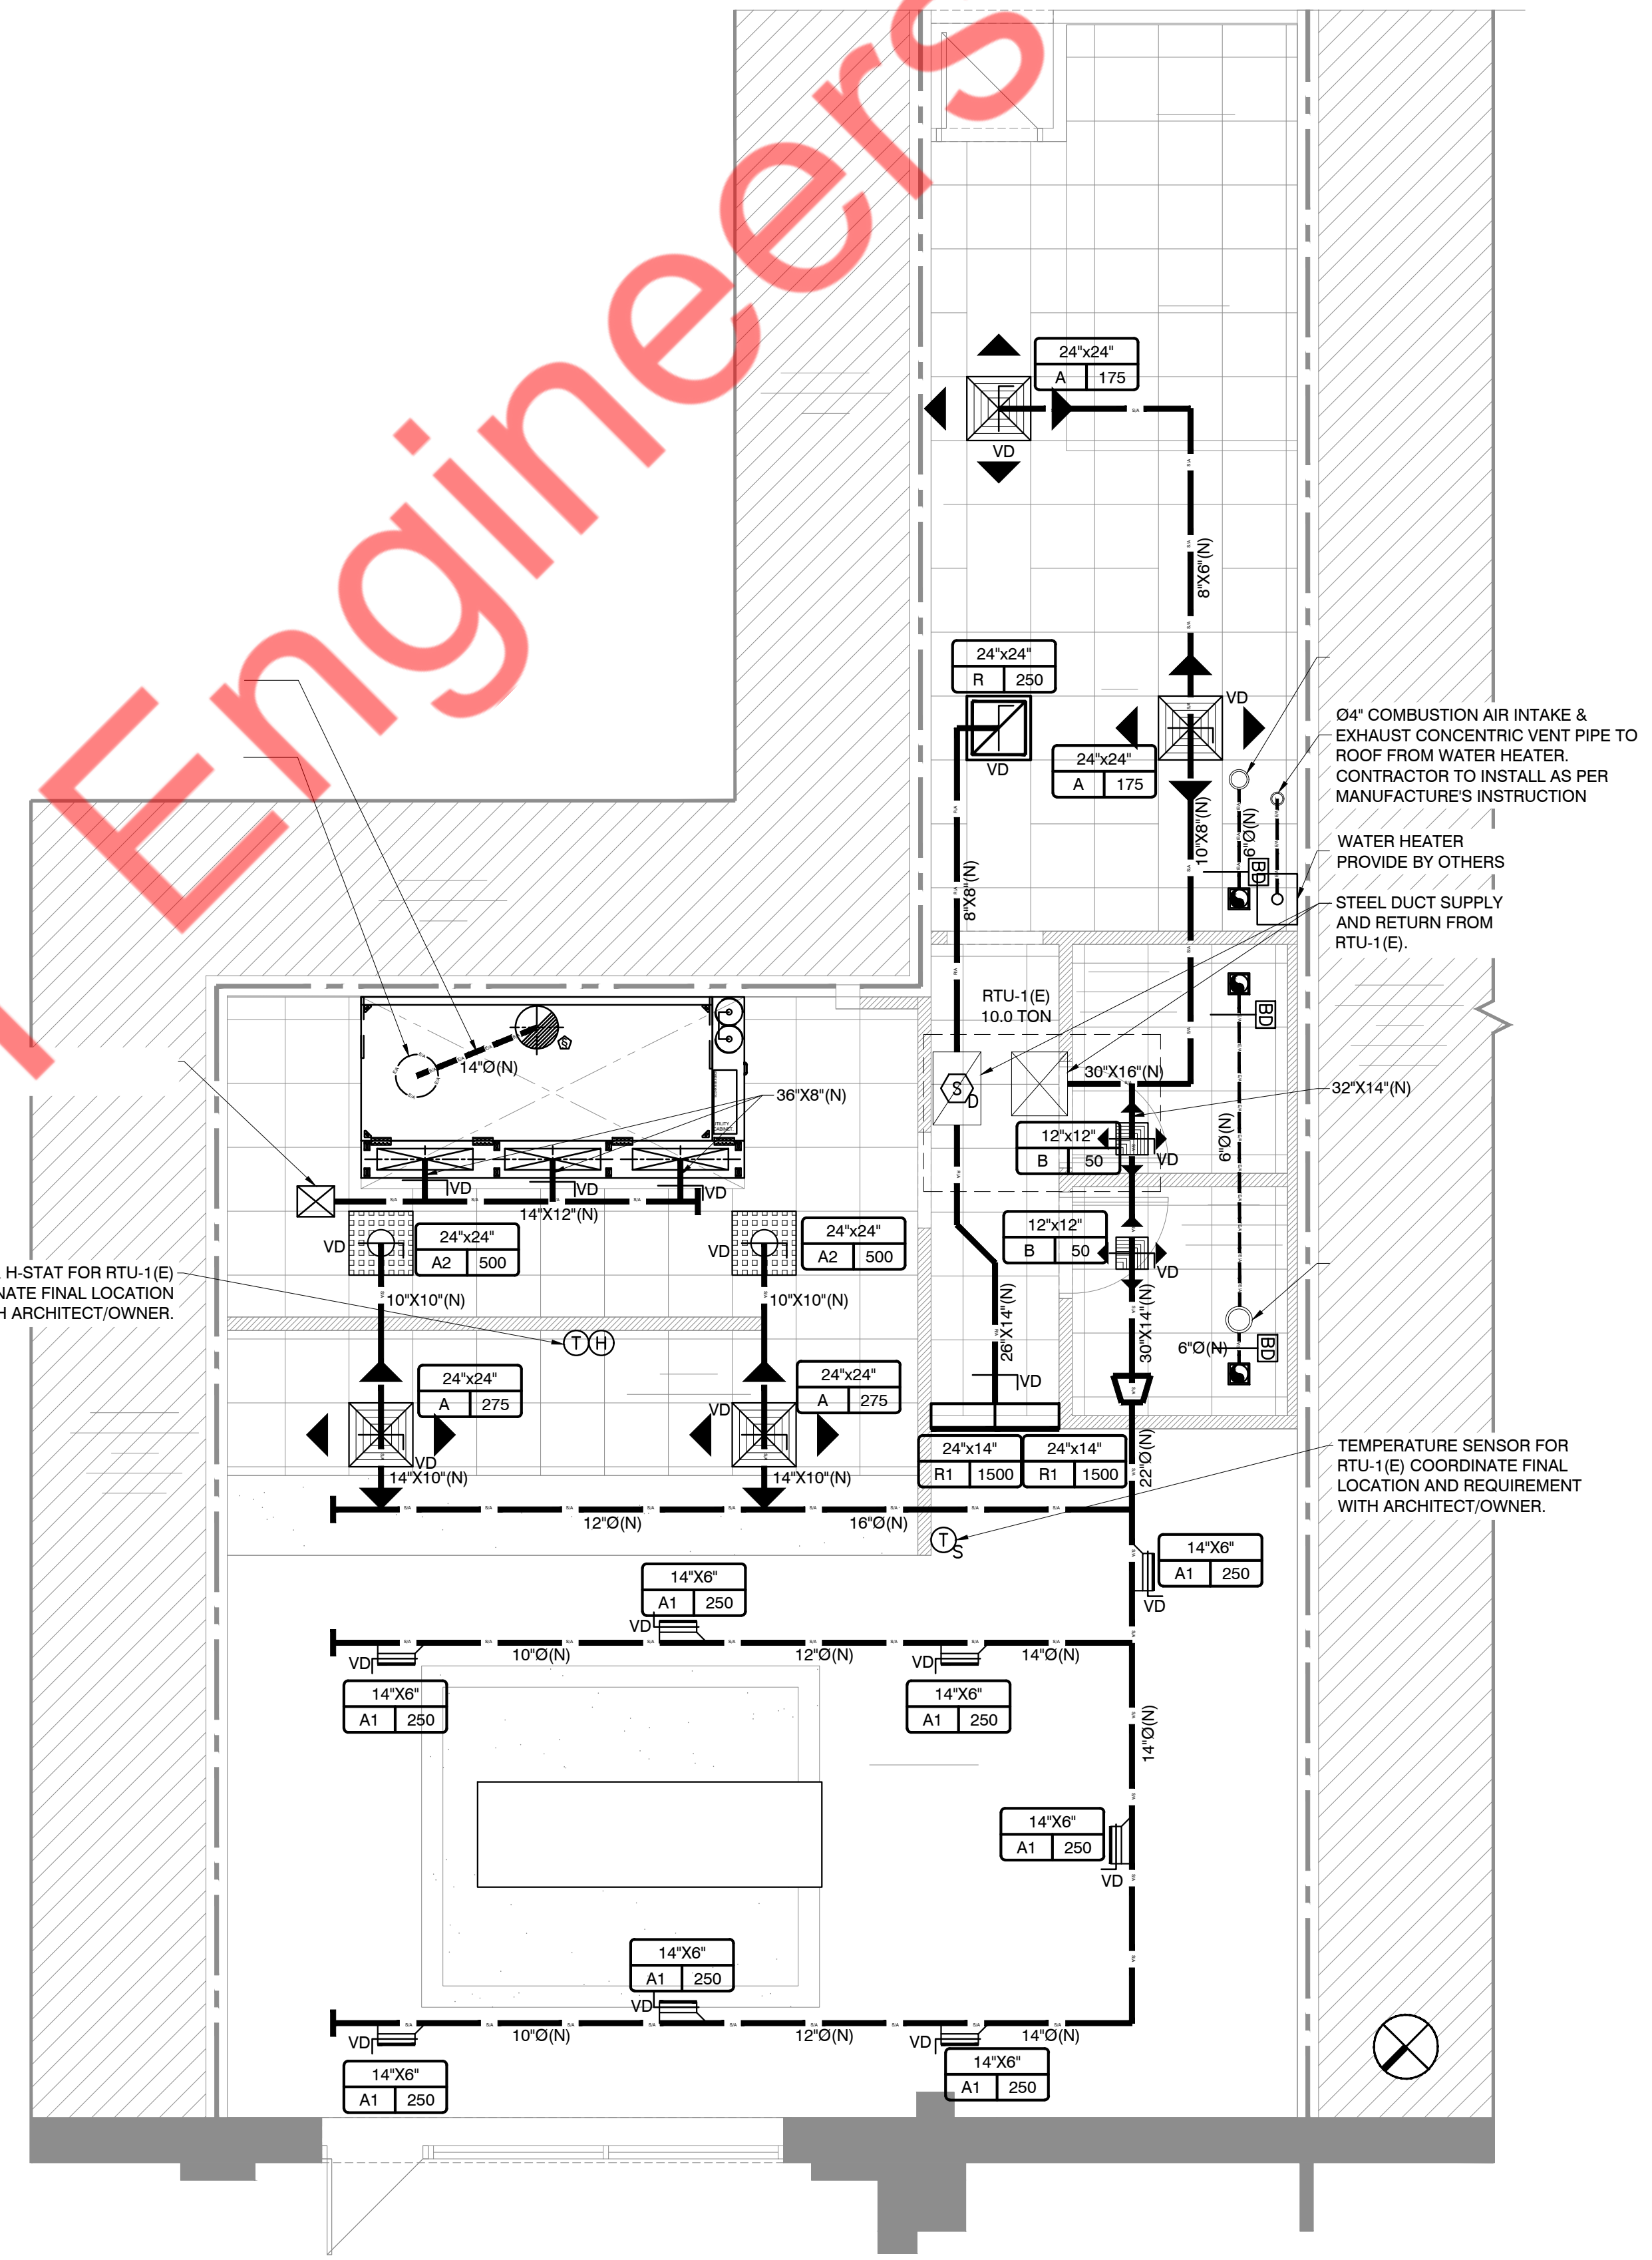 Engineers
24"x24"
A 175
8"X6"(N)
24"x24"
R 250
VD
VD
24"x24"
A 175
VD
Ø4" COMBUSTION AIR INTAKE &
EXHAUST CONCENTRIC VENT PIPE TO
ROOF FROM WATER HEATER.
CONTRACTOR TO INSTALL AS PER
MANUFACTURE'S INSTRUCTION
10"X8"(N)
6"Ø(N)
BD
WATER HEATER
PROVIDE BY OTHERS
8"X8"(N)
STEEL DUCT SUPPLY
AND RETURN FROM
RTU-1(E).
RTU-1(E)
10.0 TON
BD
14"Ø(N)
S
D
30"X16"(N)
36"X8"(N)
32"X14"(N)
UTILITY
CABINET
12"x12"
B 50
VD
6"Ø(N)
VD
VD
VD
14"X12"(N)
24"x24"
A2 500
VD
24"x24"
A2 500
VD
12"x12"
B 50
VD
H-STAT FOR RTU-1(E)
NATE FINAL LOCATION
H ARCHITECT/OWNER.
10"X10"(N)
10"X10"(N)
26"X14"(N)
30"X14"(N)
T H
6"Ø(N)
BD
24"x24"
A 275
VD
24"x24"
A 275
VD
VD
24"x14"
R1 1500
24"x14"
R1 1500
22"Ø(N)
TEMPERATURE SENSOR FOR
RTU-1(E) COORDINATE FINAL
LOCATION AND REQUIREMENT
WITH ARCHITECT/OWNER.
14"X10"(N)
14"X10"(N)
12"Ø(N)
16"Ø(N)
T
S
14"X6"
A1 250
VD
14"X6"
A1 250
VD
10"Ø(N)
12"Ø(N)
14"Ø(N)
VD
VD
14"X6"
A1 250
14"X6"
A1 250
14"Ø(N)
14"X6"
A1 250
VD
14"X6"
A1 250
VD
10"Ø(N)
12"Ø(N)
14"Ø(N)
VD
VD
14"X6"
A1 250
14"X6"
A1 250